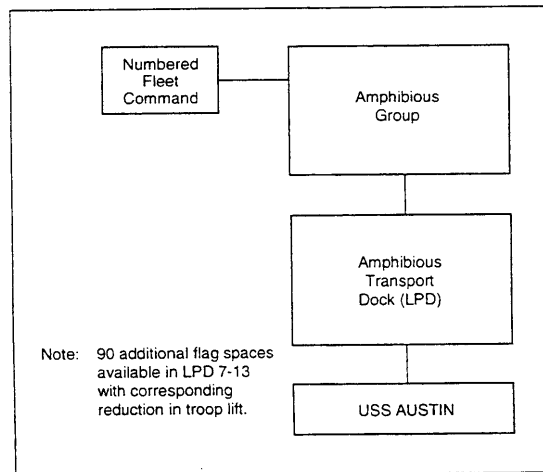 Numbered
Fleet
Command
Amphibious
Group
Amphibious
Transport
Dock (LPD)
Note: 90 additional flag spaces
available in LPD 7-13
with corresponding
reduction in troop lift.
USS AUSTIN